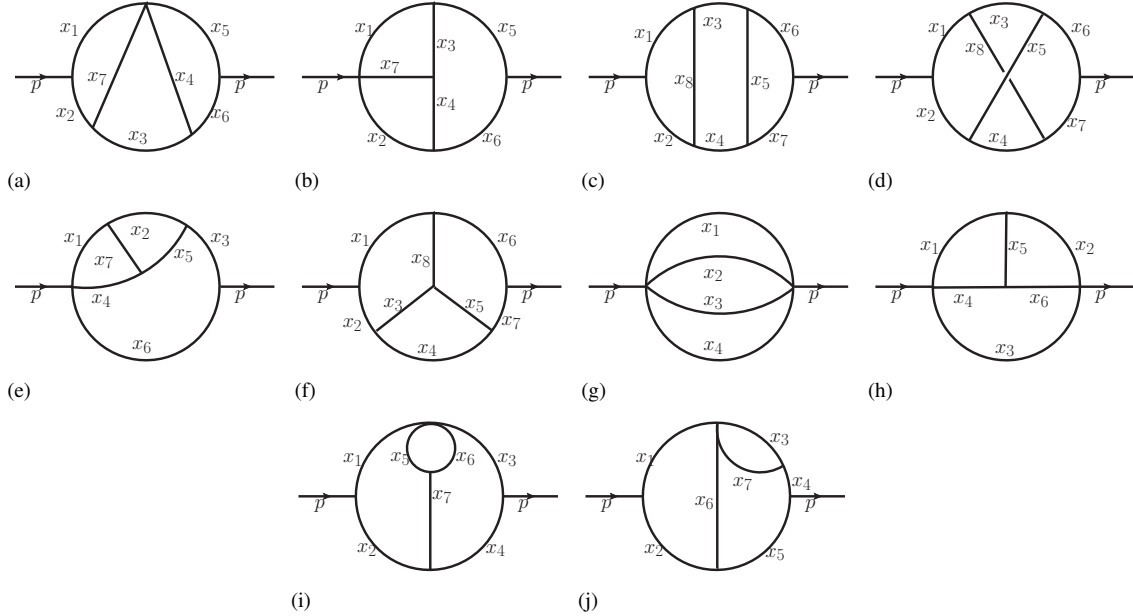 x1 x5
x7 x4
p p
x2 x6
x3
(a)
x1 x5
x3
x7
p p
x4
x2 x6
(b)
x3
x1 x6
x8 x5
p p
x2 x4 x7
(c)
x3
x1 x6
x8 x5
p p
x2
x4 x7
(d)
x1 x2 x3
x7 x5
p p
x4
x6
(e)
x1 x6
x8
p p
x3 x5
x2 x7
x4
(f)
x1
x2
p p
x3
x4
(g)
x1 x2
x5
p p
x4 x6
x3
(h)
x1 x5 x6 x3
x7
p p
x2 x4
(i)
x1 x3
x7 x4
x6
p p
x2 x5
(j)